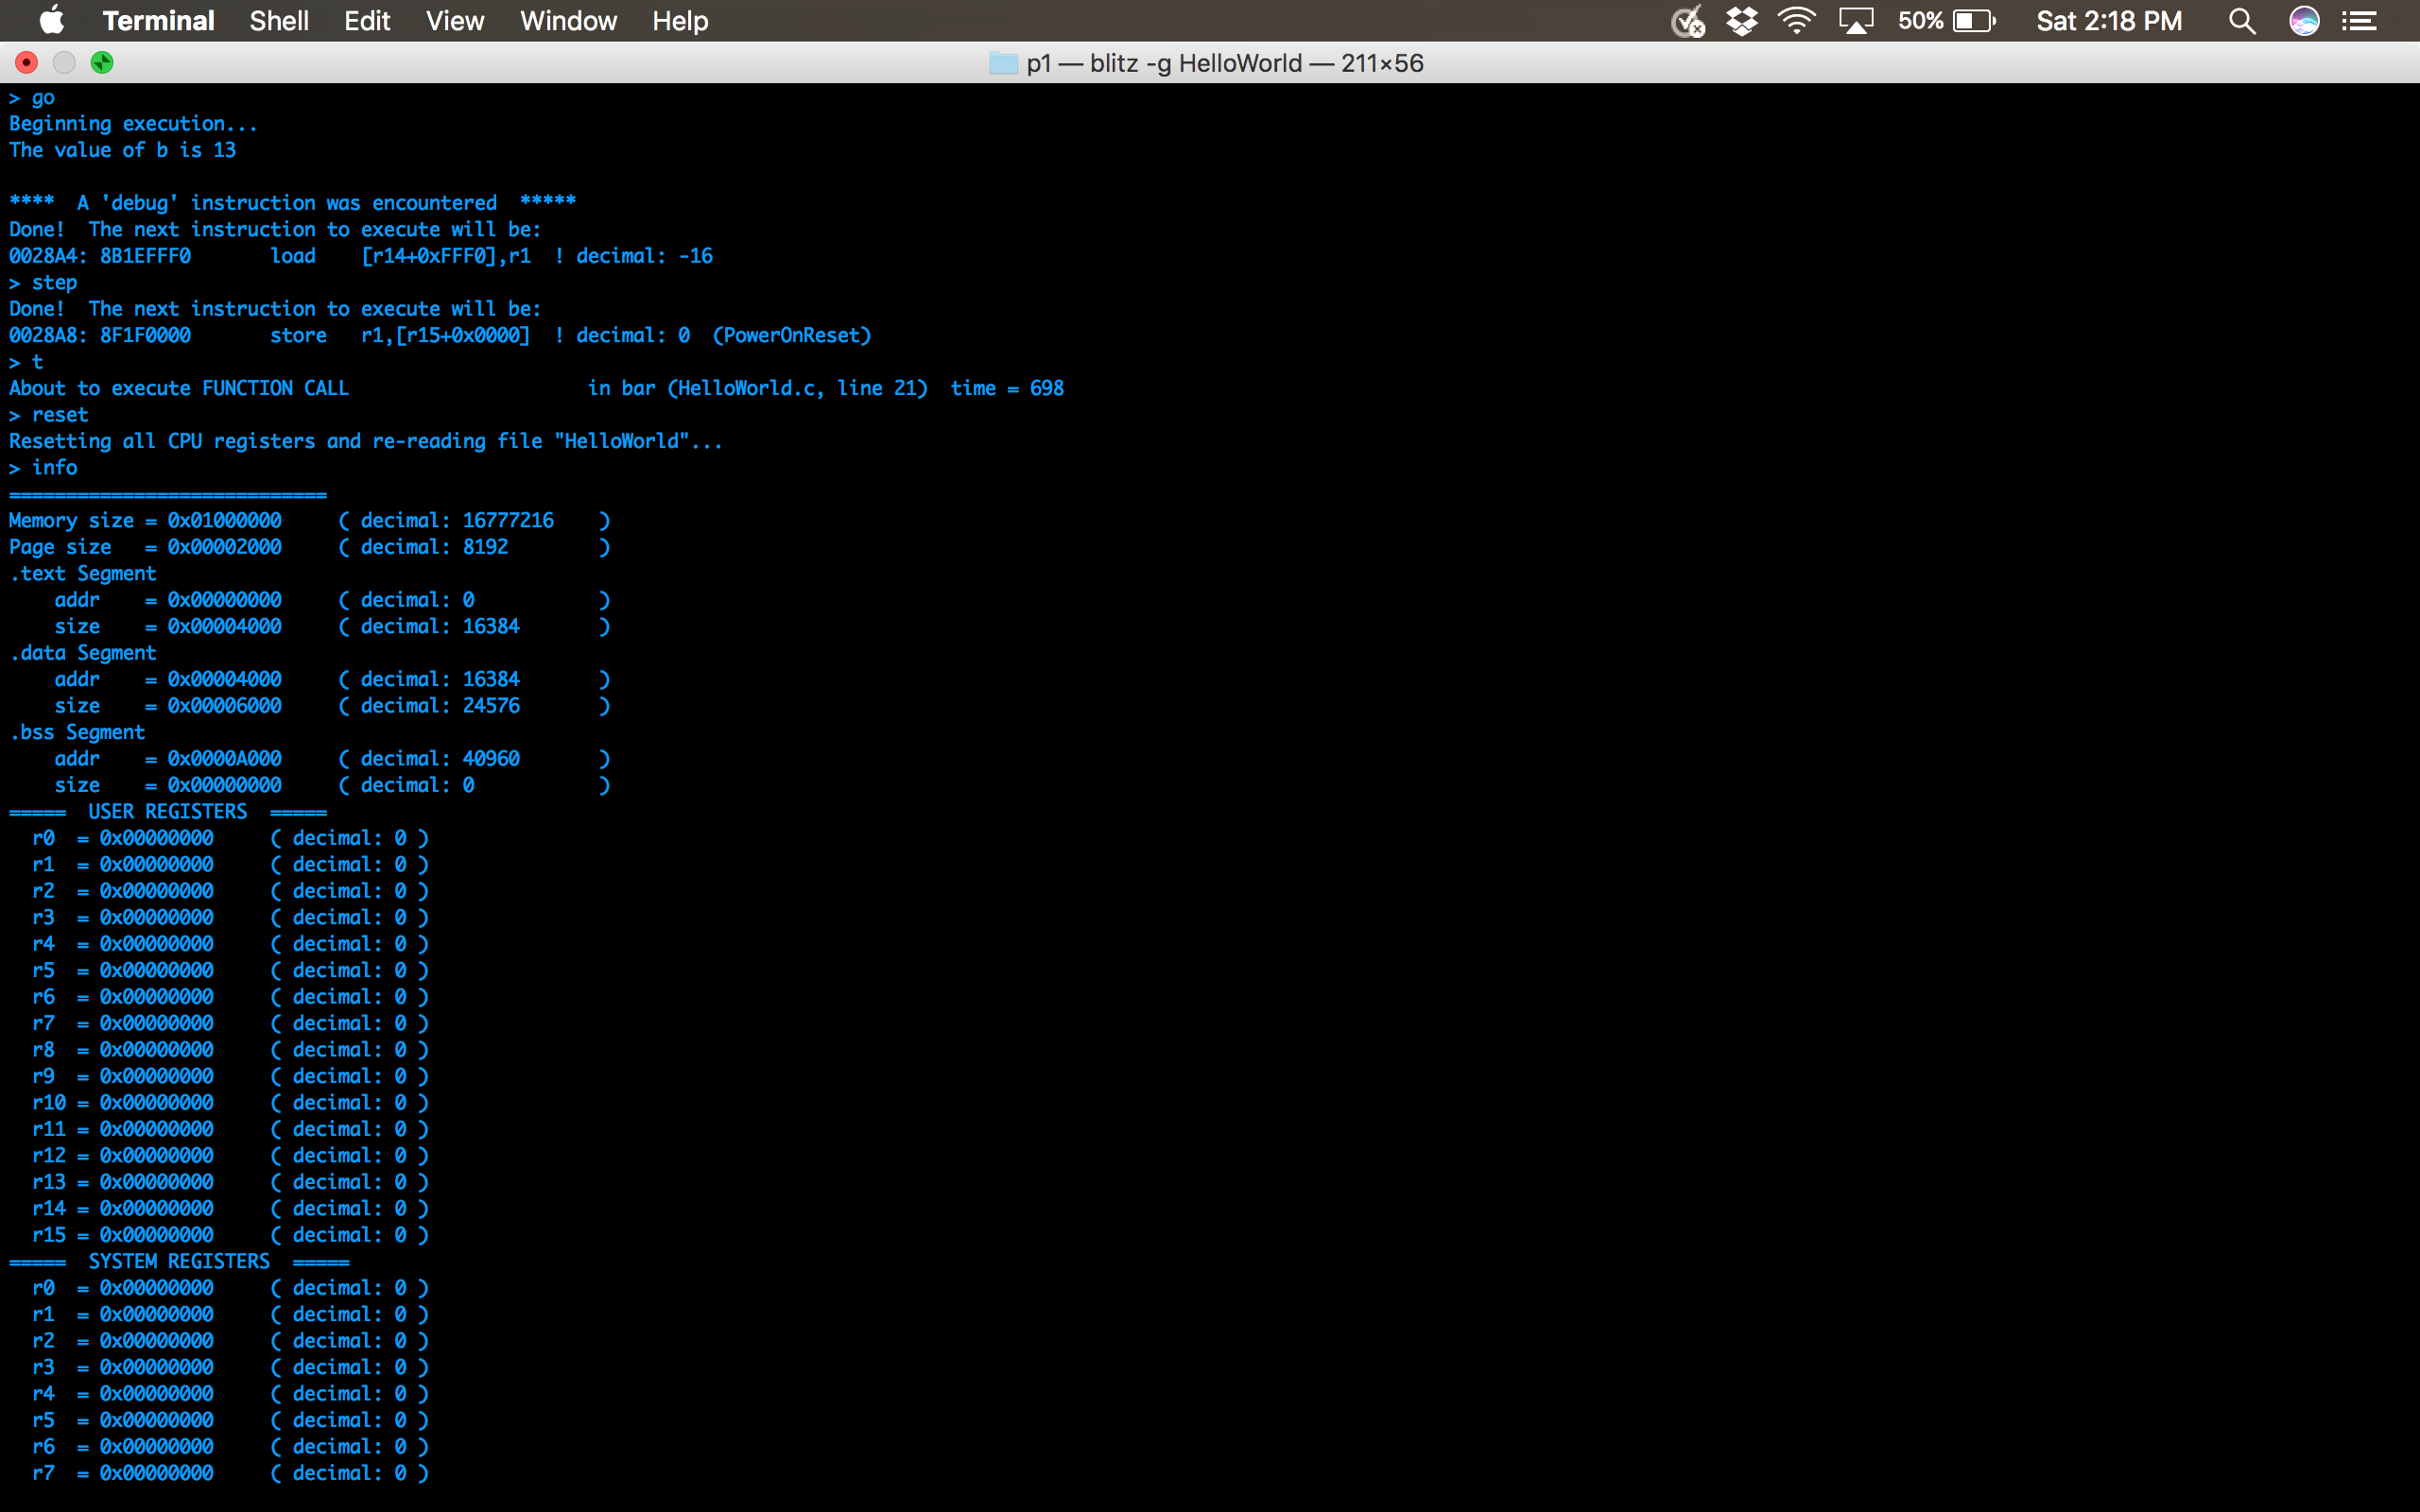 Terminal Shell Edit View Window Help 50% Sat 2:18 PM
p1 — blitz -g HelloWorld — 211×56
> go
Beginning execution...
The value of b is 13
****  A 'debug' instruction was encountered  *****
Done!  The next instruction to execute will be:
0028A4: 8B1EFFF0       load    [r14+0xFFF0],r1  ! decimal: -16
> step
Done!  The next instruction to execute will be:
0028A8: 8F1F0000       store   r1,[r15+0x0000]  ! decimal: 0  (PowerOnReset)
> t
About to execute FUNCTION CALL                     in bar (HelloWorld.c, line 21)  time = 698
> reset
Resetting all CPU registers and re-reading file "HelloWorld"...
> info
============================
Memory size = 0x01000000     ( decimal: 16777216    )
Page size   = 0x00002000     ( decimal: 8192        )
.text Segment
    addr    = 0x00000000     ( decimal: 0           )
    size    = 0x00004000     ( decimal: 16384       )
.data Segment
    addr    = 0x00004000     ( decimal: 16384       )
    size    = 0x00006000     ( decimal: 24576       )
.bss Segment
    addr    = 0x0000A000     ( decimal: 40960       )
    size    = 0x00000000     ( decimal: 0           )
=====  USER REGISTERS  =====
  r0  = 0x00000000     ( decimal: 0 )
  r1  = 0x00000000     ( decimal: 0 )
  r2  = 0x00000000     ( decimal: 0 )
  r3  = 0x00000000     ( decimal: 0 )
  r4  = 0x00000000     ( decimal: 0 )
  r5  = 0x00000000     ( decimal: 0 )
  r6  = 0x00000000     ( decimal: 0 )
  r7  = 0x00000000     ( decimal: 0 )
  r8  = 0x00000000     ( decimal: 0 )
  r9  = 0x00000000     ( decimal: 0 )
  r10 = 0x00000000     ( decimal: 0 )
  r11 = 0x00000000     ( decimal: 0 )
  r12 = 0x00000000     ( decimal: 0 )
  r13 = 0x00000000     ( decimal: 0 )
  r14 = 0x00000000     ( decimal: 0 )
  r15 = 0x00000000     ( decimal: 0 )
=====  SYSTEM REGISTERS  =====
  r0  = 0x00000000     ( decimal: 0 )
  r1  = 0x00000000     ( decimal: 0 )
  r2  = 0x00000000     ( decimal: 0 )
  r3  = 0x00000000     ( decimal: 0 )
  r4  = 0x00000000     ( decimal: 0 )
  r5  = 0x00000000     ( decimal: 0 )
  r6  = 0x00000000     ( decimal: 0 )
  r7  = 0x00000000     ( decimal: 0 )